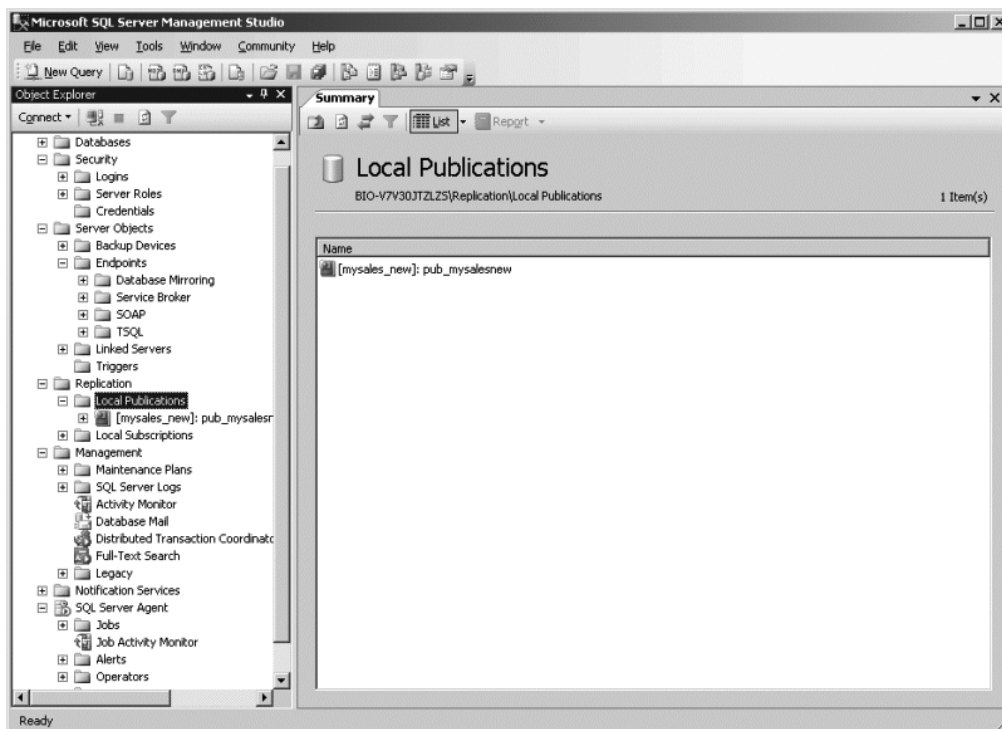 Microsoft SQL Server Management Studio
File Edit View Tools Window Community Help
New Query
Object Explorer
Connect
Databases
Security
Logins
Server Roles
Credentials
Server Objects
Backup Devices
Endpoints
Database Mirroring
Service Broker
SOAP
TSQL
Linked Servers
Triggers
Replication
Local Publications
[mysales_new]: pub_mysalesr
Local Subscriptions
Management
Maintenance Plans
SQL Server Logs
Activity Monitor
Database Mail
Distributed Transaction Coordinatc
Full-Text Search
Legacy
Notification Services
SQL Server Agent
Jobs
Job Activity Monitor
Alerts
Operators
Summary
List Report
Local Publications
BIO-V7V30JTZLZS\Replication\Local Publications 1 Item(s)
Name
[mysales_new]: pub_mysalesnew
Ready